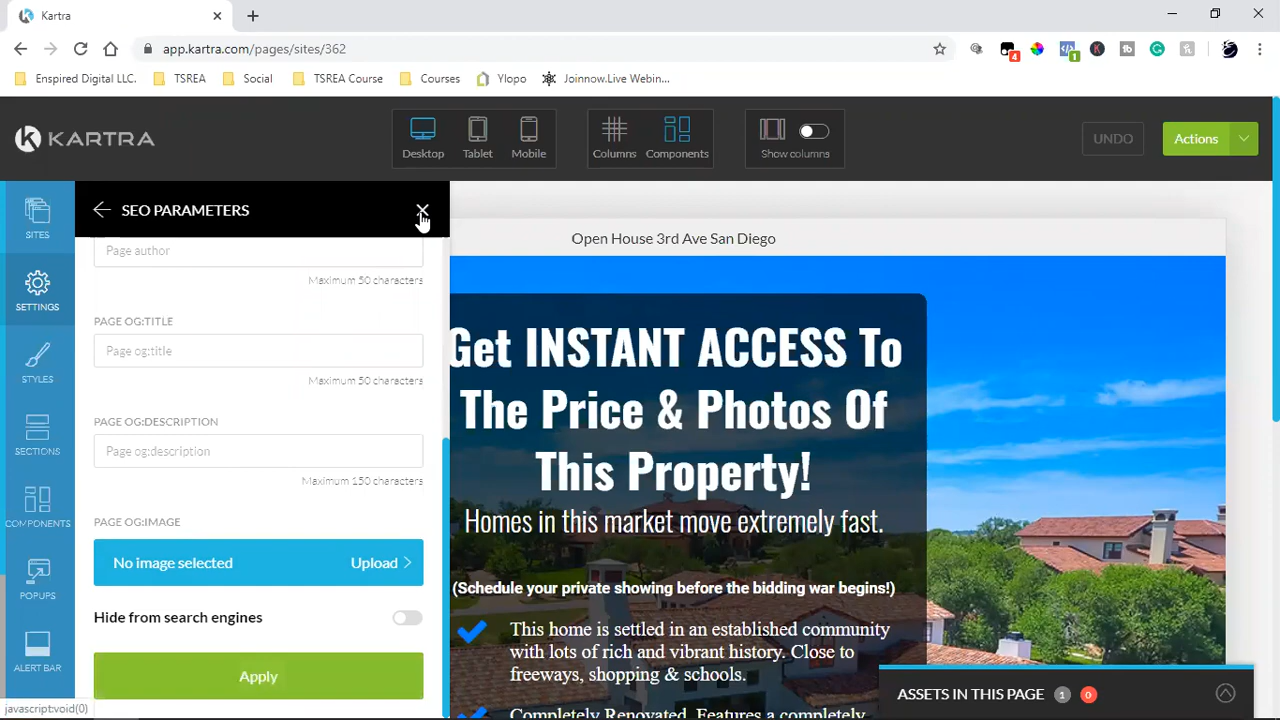 Kartra
app.kartra.com/pages/sites/362
4
1
Enspired Digital LLC.
TSREA
Social
TSREA Course
Courses
Ylopo
Joinnow.Live Webin...
KARTRA
Desktop
Tablet
Mobile
Columns
Components
Show columns
UNDO
Actions
SITES
SETTINGS
STYLES
SECTIONS
COMPONENTS
POPUPS
ALERT BAR
SEO PARAMETERS
Page author
Maximum 50 characters
PAGE OG:TITLE
Page og:title
Maximum 50 characters
PAGE OG:DESCRIPTION
Page og:description
Maximum 150 characters
PAGE OG:IMAGE
No image selected
Upload
Hide from search engines
Apply
javascript:void(0)
Open House 3rd Ave San Diego
Get INSTANT ACCESS To
The Price & Photos Of
This Property!
Homes in this market move extremely fast.
(Schedule your private showing before the bidding war begins!)
This home is settled in an established community
with lots of rich and vibrant history. Close to
freeways, shopping & schools.
Completely Renovated. Features a completely
ASSETS IN THIS PAGE 1 0